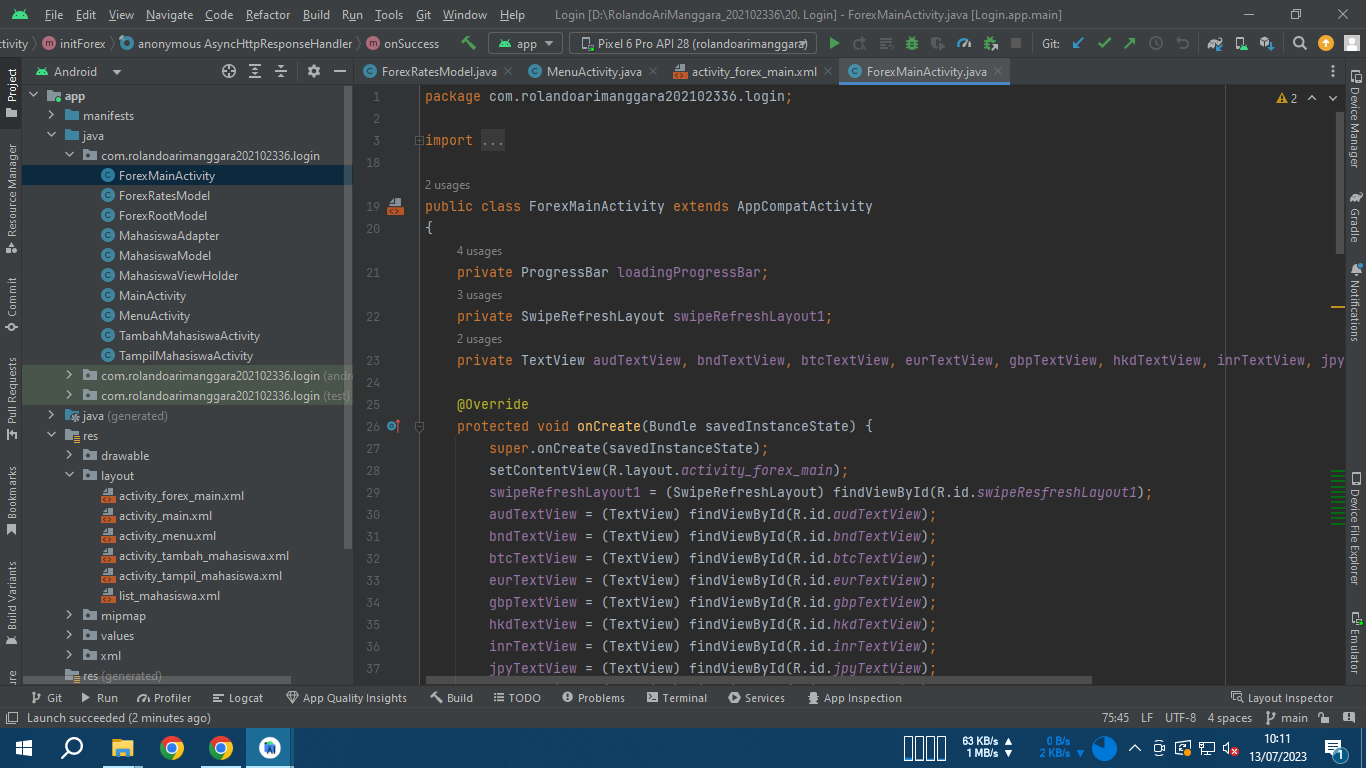 File Edit View Navigate Code Refactor Build Run Tools Git Window Help Login [D:\RolandoAriManggara_202102336\20. Login] - ForexMainActivity.java [Login.app.main]
ctivity initForex anonymous AsyncHttpResponseHandler onSuccess app Pixel 6 Pro API 28 (rolandoarimanggara) Git:
Android ForexRatesModel.java MenuActivity.java activity_forex_main.xml ForexMainActivity.java
Project
Resource Manager
Commit
Pull Requests
Bookmarks
Build Variants
app
manifests
java
com.rolandoarimanggara202102336.login
ForexMainActivity
ForexRatesModel
ForexRootModel
MahasiswaAdapter
MahasiswaModel
MahasiswaViewHolder
MainActivity
MenuActivity
TambahMahasiswaActivity
TampilMahasiswaActivity
com.rolandoarimanggara202102336.login (andr
com.rolandoarimanggara202102336.login (test)
java (generated)
res
drawable
layout
activity_forex_main.xml
activity_main.xml
activity_menu.xml
activity_tambah_mahasiswa.xml
activity_tampil_mahasiswa.xml
list_mahasiswa.xml
mipmap
values
xml
res (generated)
1 package com.rolandoarimanggara202102336.login; 2
2
3 import ...
18
2 usages
19 public class ForexMainActivity extends AppCompatActivity
20 {
4 usages
21 private ProgressBar loadingProgressBar;
3 usages
22 private SwipeRefreshLayout swipeRefreshLayout1;
2 usages
23 private TextView audTextView, bndTextView, btcTextView, eurTextView, gbpTextView, hkdTextView, inrTextView, jpy
24
25 @Override
26 protected void onCreate(Bundle savedInstanceState) {
27 super.onCreate(savedInstanceState);
28 setContentView(R.layout.activity_forex_main);
29 swipeRefreshLayout1 = (SwipeRefreshLayout) findViewById(R.id.swipeResfreshLayout1);
30 audTextView = (TextView) findViewById(R.id.audTextView);
31 bndTextView = (TextView) findViewById(R.id.bndTextView);
32 btcTextView = (TextView) findViewById(R.id.btcTextView);
33 eurTextView = (TextView) findViewById(R.id.eurTextView);
34 gbpTextView = (TextView) findViewById(R.id.gbpTextView);
35 hkdTextView = (TextView) findViewById(R.id.hkdTextView);
36 inrTextView = (TextView) findViewById(R.id.inrTextView);
37 jpyTextView = (TextView) findViewById(R.id.jpyTextView);
Device Manager
Gradle
Notifications
Device File Explorer
Emulator
Git Run Profiler Logcat App Quality Insights Build TODO Problems Terminal Services App Inspection Layout Inspector
Launch succeeded (2 minutes ago) 75:45 LF UTF-8 4 spaces main
63 KB/s 0 B/s 10:11
1 MB/s 2 KB/s 13/07/2023 1